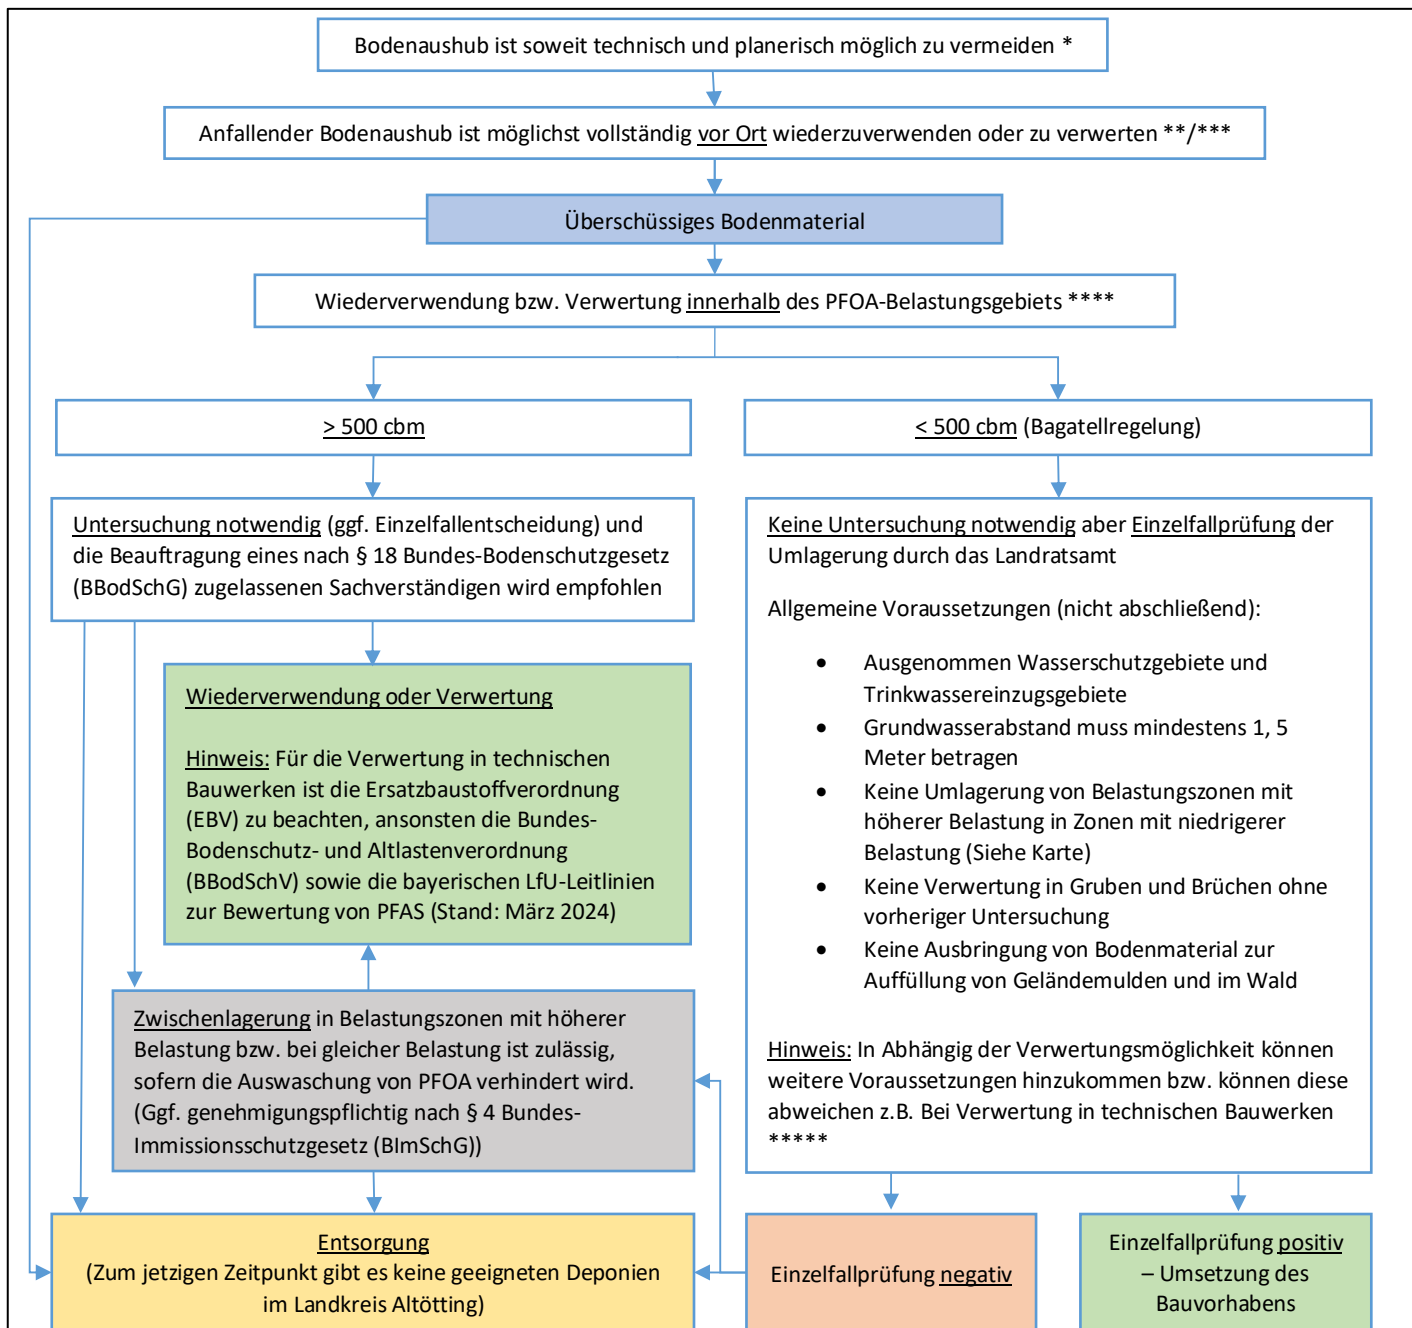 Bodenaushub ist soweit technisch und planerisch möglich zu vermeiden *
Anfallender Bodenaushub ist möglichst vollständig vor Ort wiederzuverwenden oder zu verwerten **/***
Überschüssiges Bodenmaterial
Wiederverwendung bzw. Verwertung innerhalb des PFOA-Belastungsgebiets ****
> 500 cbm
Untersuchung notwendig (ggf. Einzelfallentscheidung) und
die Beauftragung eines nach § 18 Bundes-Bodenschutzgesetz
(BBodSchG) zugelassenen Sachverständigen wird empfohlen
Wiederverwendung oder Verwertung
Hinweis: Für die Verwertung in technischen
Bauwerken ist die Ersatzbaustoffverordnung
(EBV) zu beachten, ansonsten die Bundes-
Bodenschutz- und Altlastenverordnung
(BBodSchV) sowie die bayerischen LfU-Leitlinien
zur Bewertung von PFAS (Stand: März 2024)
Zwischenlagerung in Belastungszonen mit höherer
Belastung bzw. bei gleicher Belastung ist zulässig,
sofern die Auswaschung von PFOA verhindert wird.
(Ggf. genehmigungspflichtig nach § 4 Bundes-
Immissionsschutzgesetz (BImSchG))
Entsorgung
(Zum jetzigen Zeitpunkt gibt es keine geeigneten Deponien
im Landkreis Altötting)
< 500 cbm (Bagatellregelung)
Keine Untersuchung notwendig aber Einzelfallprüfung der
Umlagerung durch das Landratsamt
Allgemeine Voraussetzungen (nicht abschließend):
• Ausgenommen Wasserschutzgebiete und
Trinkwassereinzugsgebiete
• Grundwasserabstand muss mindestens 1, 5
Meter betragen
• Keine Umlagerung von Belastungszonen mit
höherer Belastung in Zonen mit niedrigerer
Belastung (Siehe Karte)
• Keine Verwertung in Gruben und Brüchen ohne
vorheriger Untersuchung
• Keine Ausbringung von Bodenmaterial zur
Auffüllung von Geländemulden und im Wald
Hinweis: In Abhängig der Verwertungsmöglichkeit können
weitere Voraussetzungen hinzukommen bzw. können diese
abweichen z.B. Bei Verwertung in technischen Bauwerken
*****
Einzelfallprüfung negativ
Einzelfallprüfung positiv
– Umsetzung des
Bauvorhabens